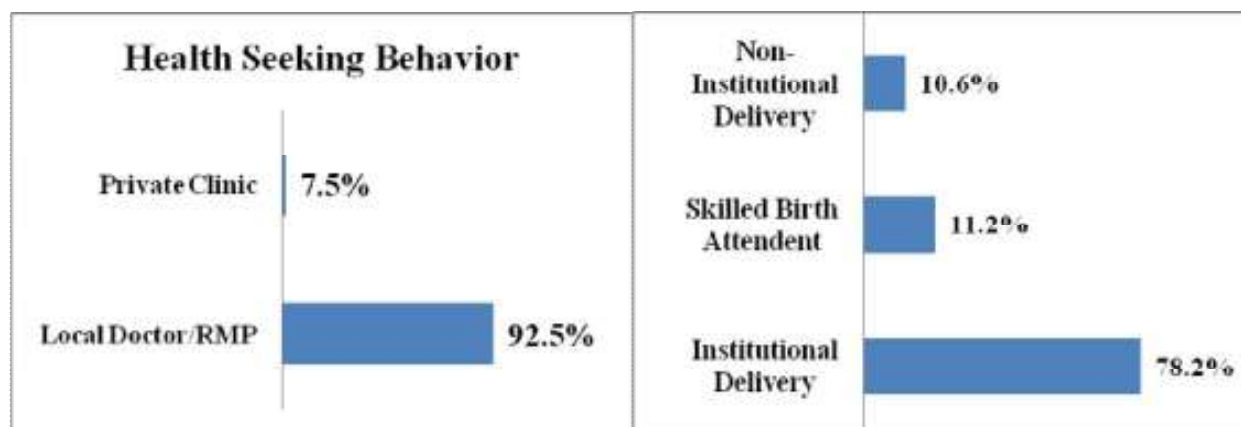 Health Seeking Behavior
Private Clinic
7.5%
Local Doctor/RMP
92.5%
Non-
Institutional
Delivery
10.6%
Skilled Birth
Attendent
11.2%
Institutional
Delivery
78.2%